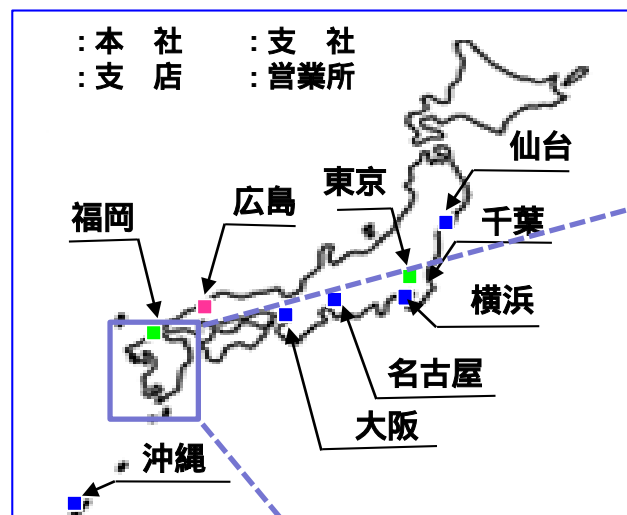 :本　社　:支　社
:支　店　:営業所
仙台
東京
千葉
広島
福岡
横浜
名古屋
大阪
沖縄